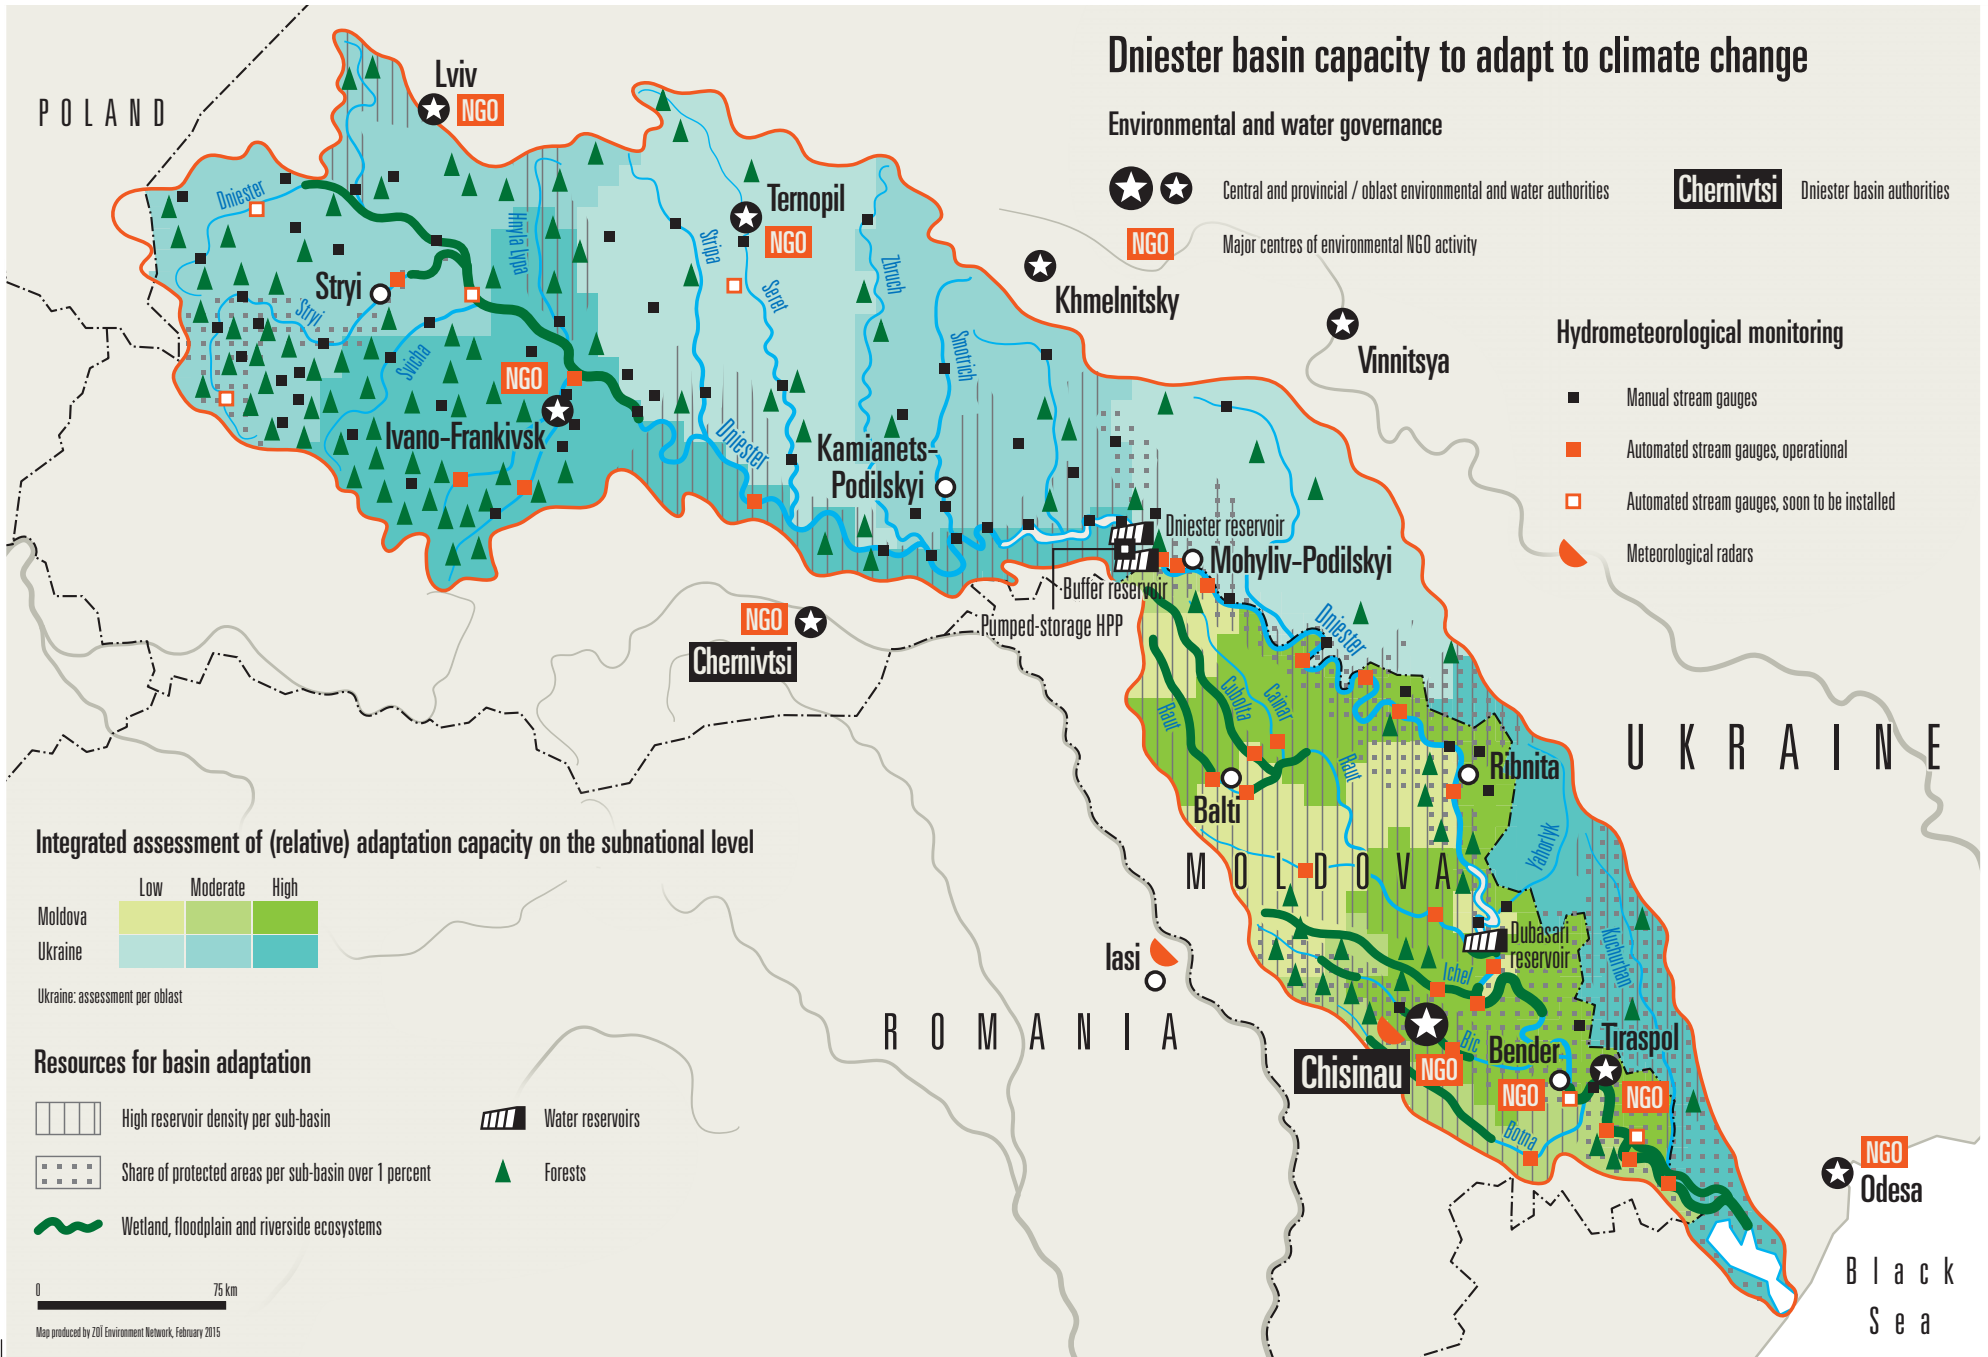 Dniester basin capacity to adapt to climate change
Environmental and water governance
Central and provincial / oblast environmental and water authorities
Chernivtsi
Dniester basin authorities
NGO
Major centres of environmental NGO activity
Hydrometeorological monitoring
Manual stream gauges
Automated stream gauges, operational
Automated stream gauges, soon to be installed
Meteorological radars
POLAND
Lviv
NGO
Dniester
Ternopil
NGO
Hnyla Lypa
Stripa
Seret
Zbruch
Khmelnitsky
Stryi
Stryi
Vinnitsya
Svicha
Smotrich
NGO
Ivano-Frankivsk
Dniester
Kamianets-
Podilskyi
Dniester reservoir
Mohyliv-Podilskyi
Buffer reservoir
Pumped-storage HPP
NGO
Chernivtsi
Dniester
Cubolta
Cainar
Raut
Raut
UKRAINE
Ribnita
Balti
Yahorlyk
MOLDOVA
Dubasari
reservoir
Kuchurhan
Iasi
Ichel
ROMANIA
Bic
Bender
Tiraspol
Chisinau
NGO
NGO
NGO
Botna
NGO
Odesa
Black
Sea
Integrated assessment of (relative) adaptation capacity on the subnational level
Low
Moderate
High
Moldova
Ukraine
Ukraine: assessment per oblast
Resources for basin adaptation
High reservoir density per sub-basin
Water reservoirs
Share of protected areas per sub-basin over 1 percent
Forests
Wetland, floodplain and riverside ecosystems
0
75 km
Map produced by ZOÏ Environment Network, February 2015